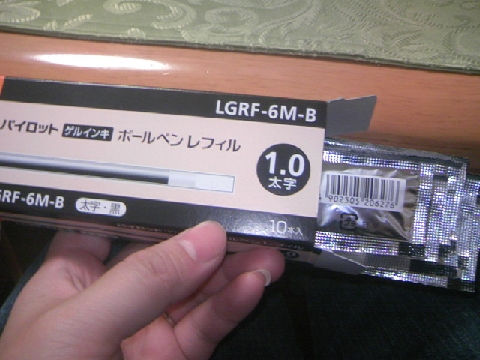 LGRF-6M-B
パイロット ゲルインキ ボールペン レフィル
1.0
太字
GRF-6M-B 太字・黒
10本入